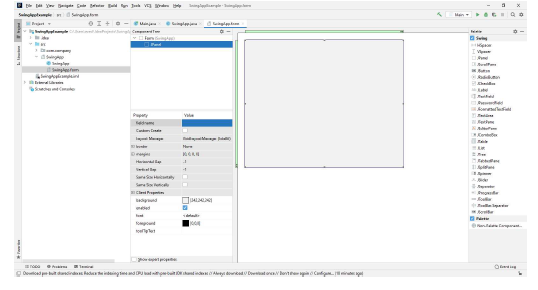 File Edit View Navigate Code Refactor Build Run Tools VCS Window Help SwingAppExample - SwingApp.form
SwingAppExample src SwingApp.form
Main
Project
Main.java
SwingApp.java
SwingApp.form
Component Tree
Palette
SwingAppExample
.idea
src
com.company
SwingApp
SwingApp
SwingApp.form
SwingAppExample.iml
External Libraries
Scratches and Consoles
Form (SwingApp)
JPanel
Property Value
field name
Custom Create
Layout Manager GridLayoutManager (IntelliJ)
border None
margins [0, 0, 0, 0]
Horizontal Gap -1
Vertical Gap -1
Same Size Horizontally
Same Size Vertically
Client Properties
background [242,242,242]
enabled
font <default>
foreground [0,0,0]
toolTipText
Show expert properties
Swing
HSpacer
VSpacer
JPanel
JScrollPane
JButton
JRadioButton
JCheckBox
JLabel
JTextField
JPasswordField
JFormattedTextField
JTextArea
JTextPane
JEditorPane
JComboBox
JTable
JList
JTree
JTabbedPane
JSplitPane
JSpinner
JSlider
JSeparator
JProgressBar
JToolBar
JToolBar.Separator
JScrollBar
Palette
Non-Palette Component...
Project
Structure
Favorites
TODO Problems Terminal
Event Log
Download pre-built shared indexes: Reduce the indexing time and CPU load with pre-built JDK shared indexes // Always download // Download once // Don't show again // Configure... (10 minutes ago)